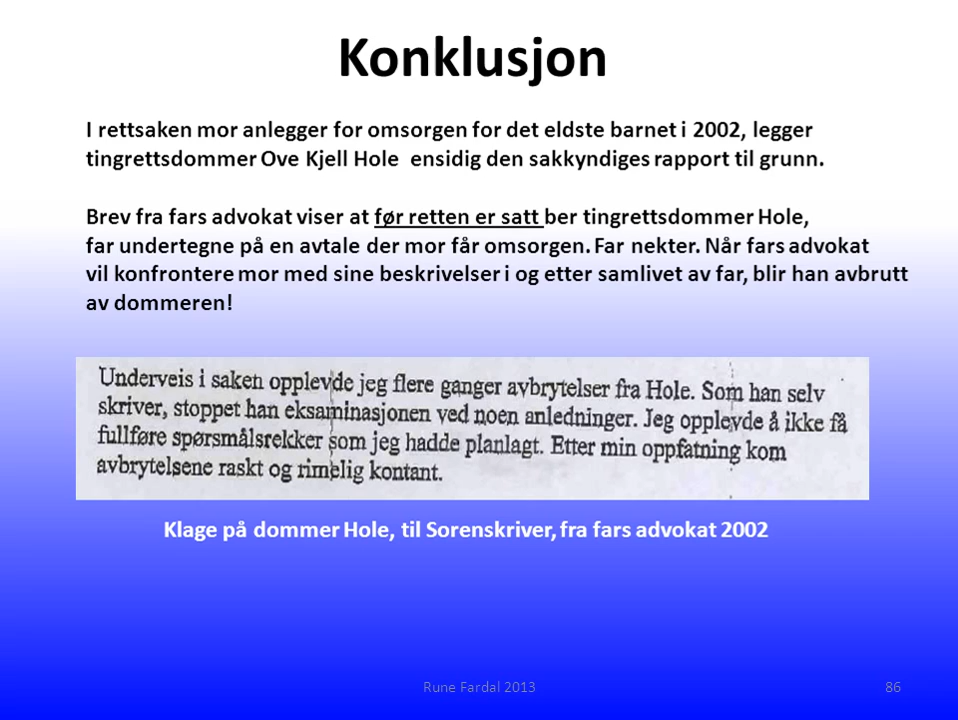 Konklusjon
I rettsaken mor anlegger for omsorgen for det eldste barnet i 2002, legger
tingrettsdommer Ove Kjell Hole ensidig den sakkyndiges rapport til grunn.
Brev fra fars advokat viser at før retten er satt ber tingrettsdommer Hole,
far undertegne på en avtale der mor får omsorgen. Far nekter. Når fars advokat
vil konfrontere mor med sine beskrivelser i og etter samlivet av far, blir han avbrutt
av dommeren!
Underveis i saken opplevde jeg flere ganger avbrytelser fra Hole. Som han selv
skriver, stoppet han eksaminasjonen ved noen anledninger. Jeg opplevde å ikke få
fullføre spørsmålsrekker som jeg hadde planlagt. Etter min oppfatning kom
avbrytelsene raskt og rimelig kontant.
Klage på dommer Hole, til Sorenskriver, fra fars advokat 2002
Rune Fardal 2013
86